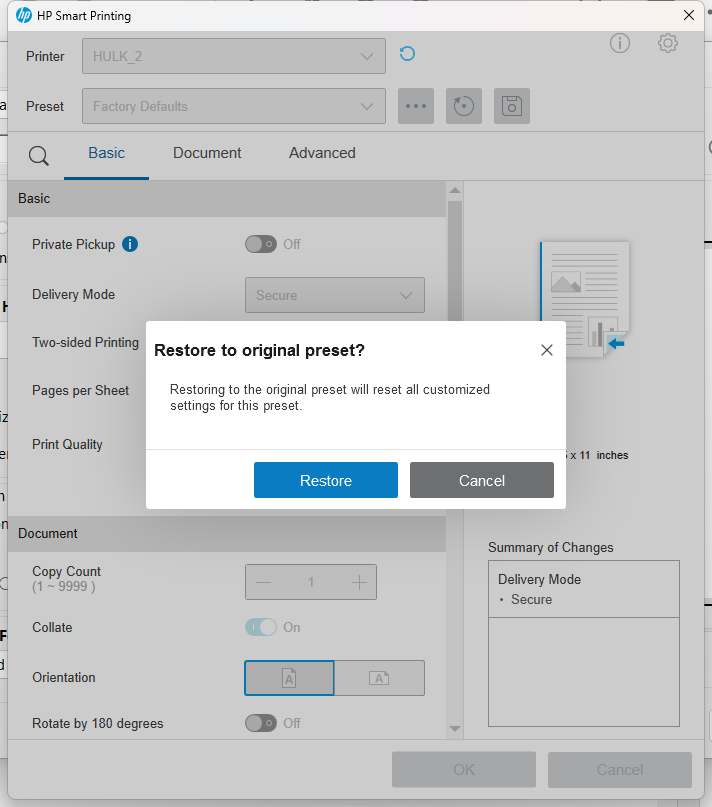 hp HP Smart Printing
Printer HULK_2
Preset Factory Defaults
Basic Document Advanced
Basic
Private Pickup Off
Delivery Mode Secure
Two-sided Printing
Pages per Sheet
Print Quality
Restore to original preset?
Restoring to the original preset will reset all customized
settings for this preset.
Restore Cancel
x 11 inches
Document
Copy Count
(1 ~ 9999 )
1
Collate On
Orientation A A
Rotate by 180 degrees Off
Summary of Changes
Delivery Mode
• Secure
OK Cancel